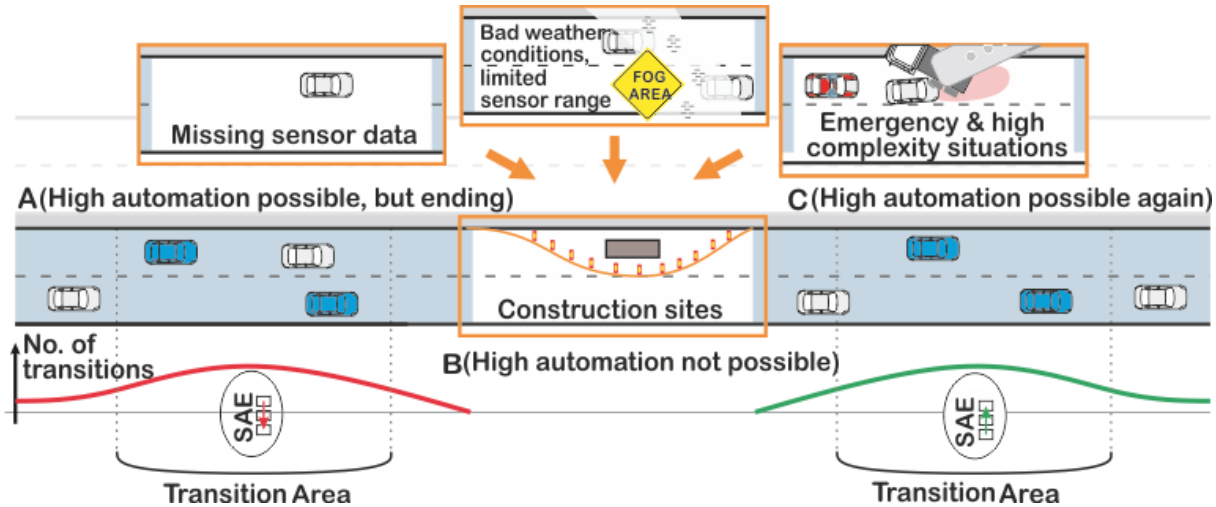 Missing sensor data
Bad weather
conditions,
limited
sensor range
FOG
AREA
Emergency & high
complexity situations
A (High automation possible, but ending)
C (High automation possible again)
Construction sites
B (High automation not possible)
No. of
transitions
SAE
SAE
Transition Area
Transition Area